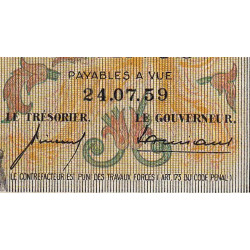 PAYABLES A VUE
24.07.59
LE TRÉSORIER. LE GOUVERNEUR.
LE CONTREFACTEUR EST PUNI DES TRAVAUX FORCÉS (ART. 173 DU CODE PENAL)